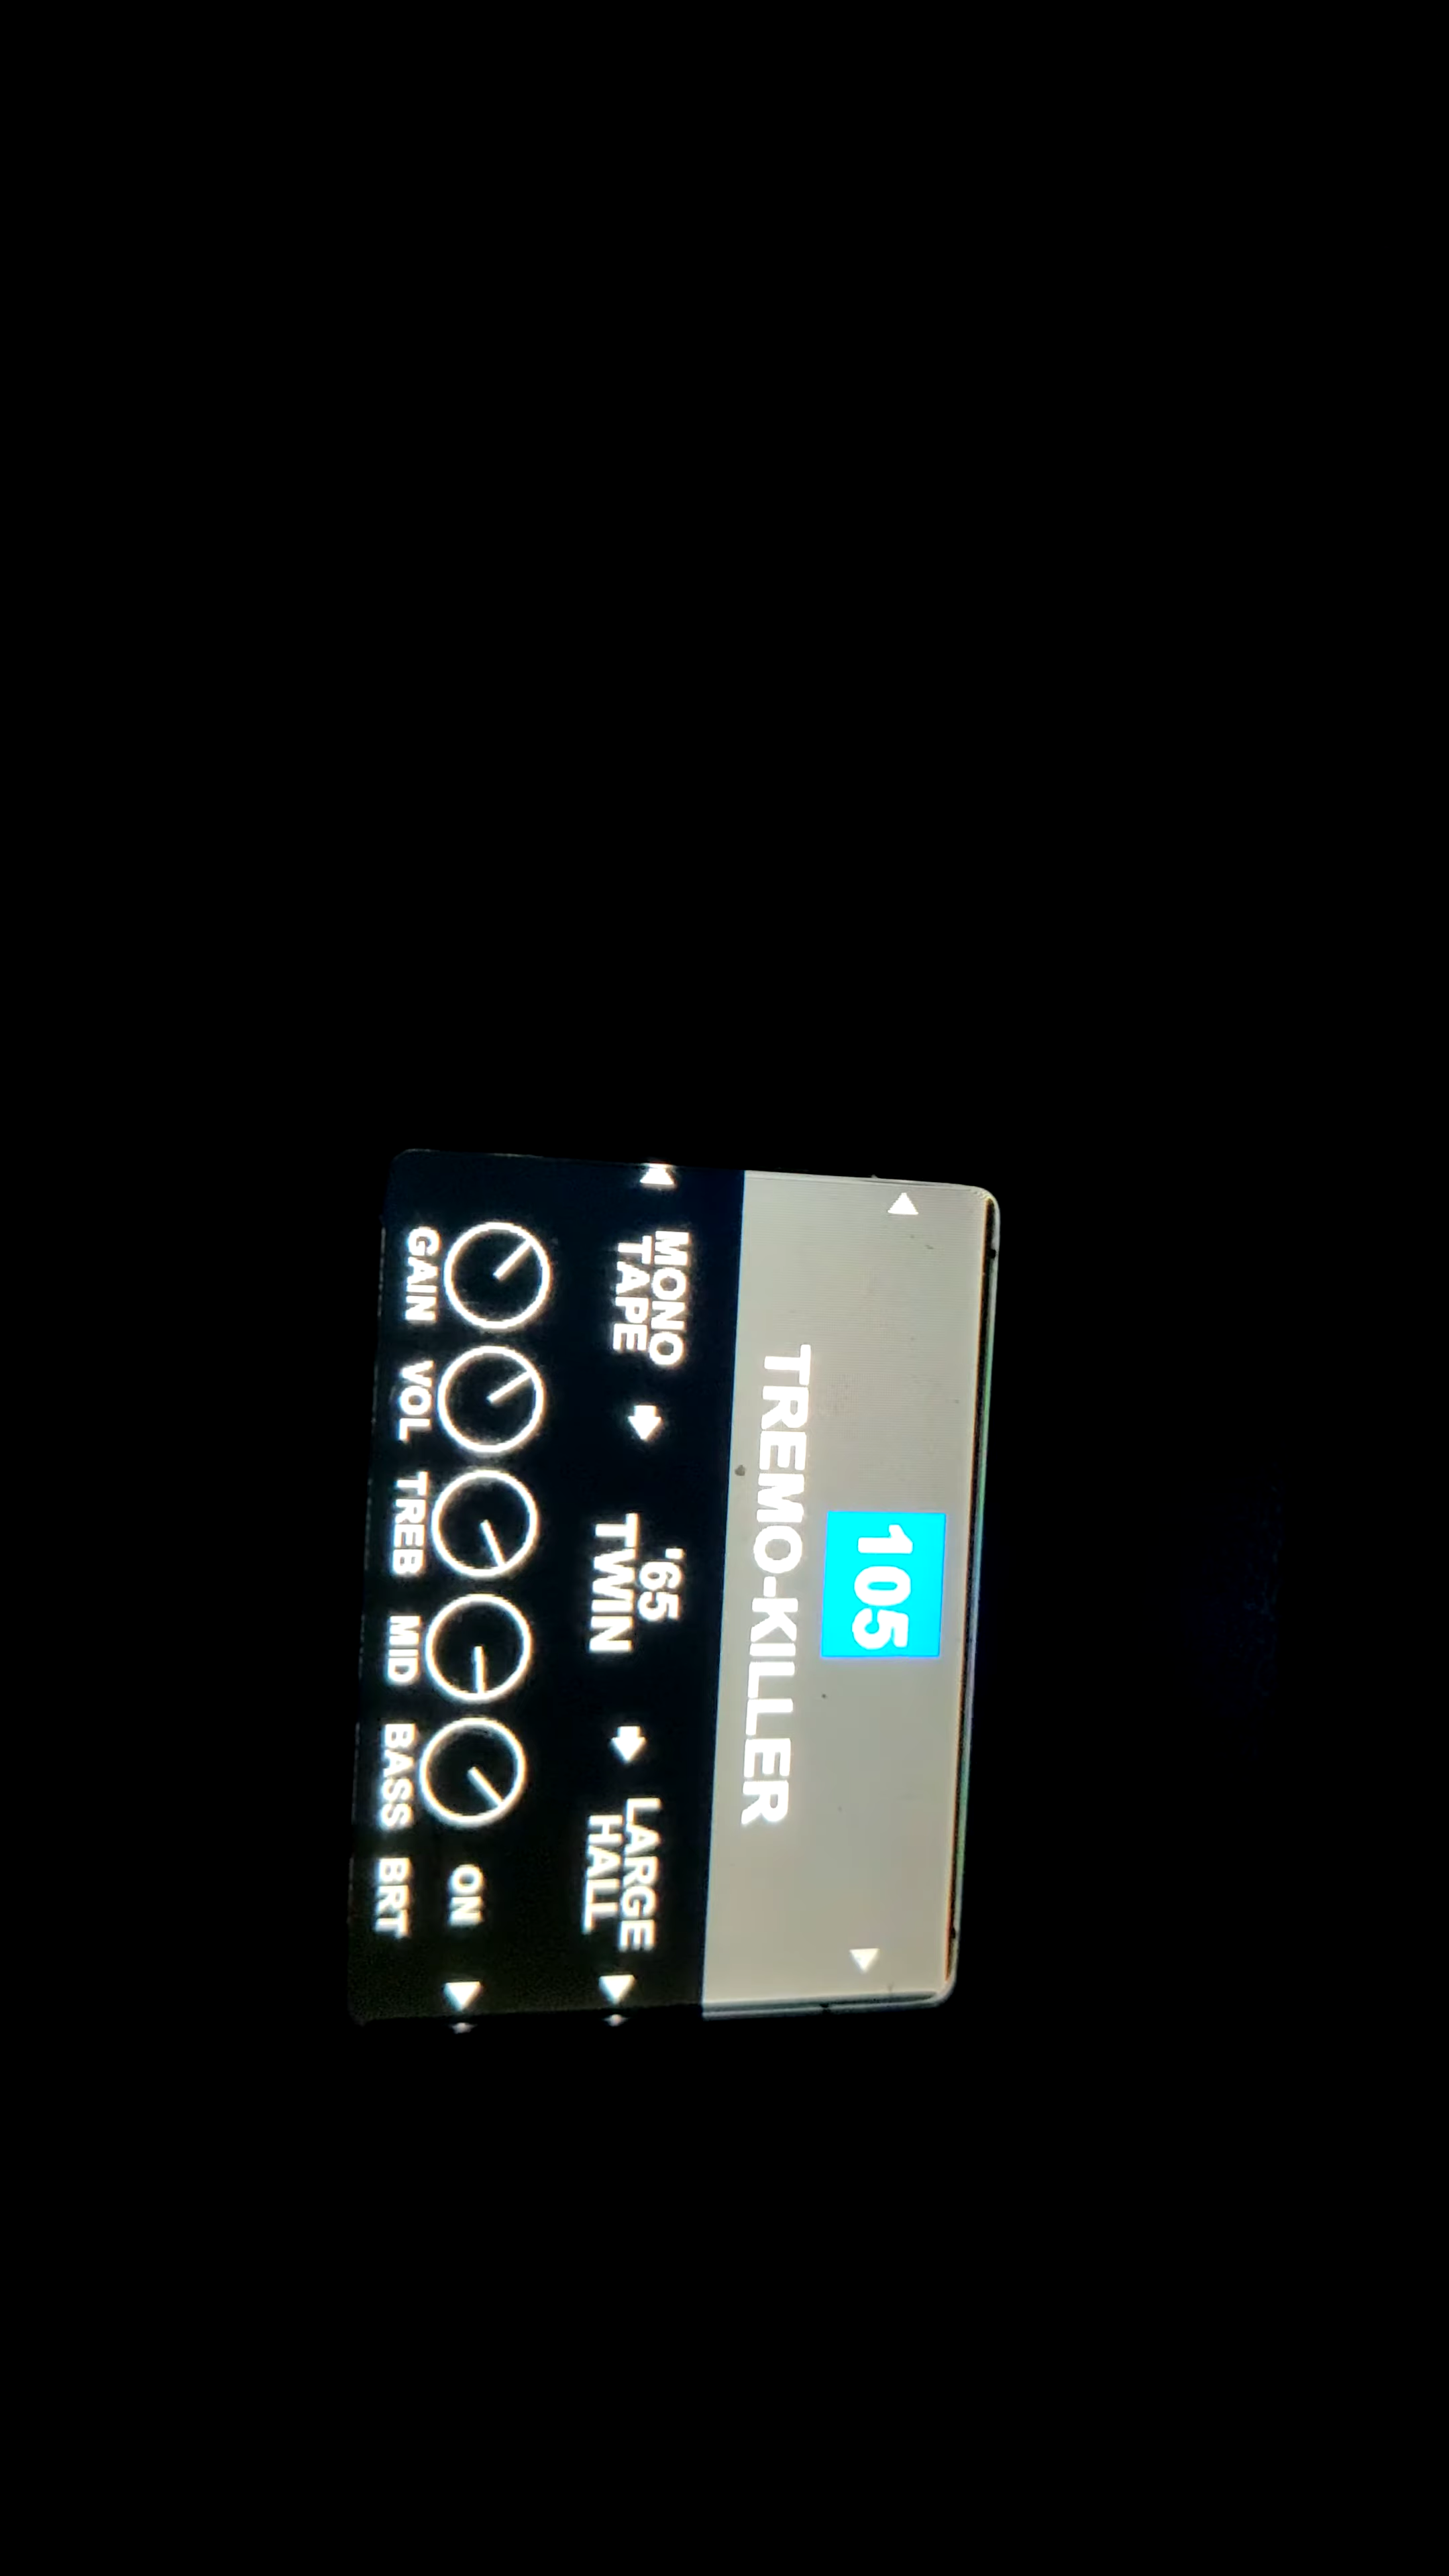 105
TREMO-KILLER
MONO '65 LARGE
TAPE TWIN HALL
ON
GAIN VOL TREB MID BASS BRT